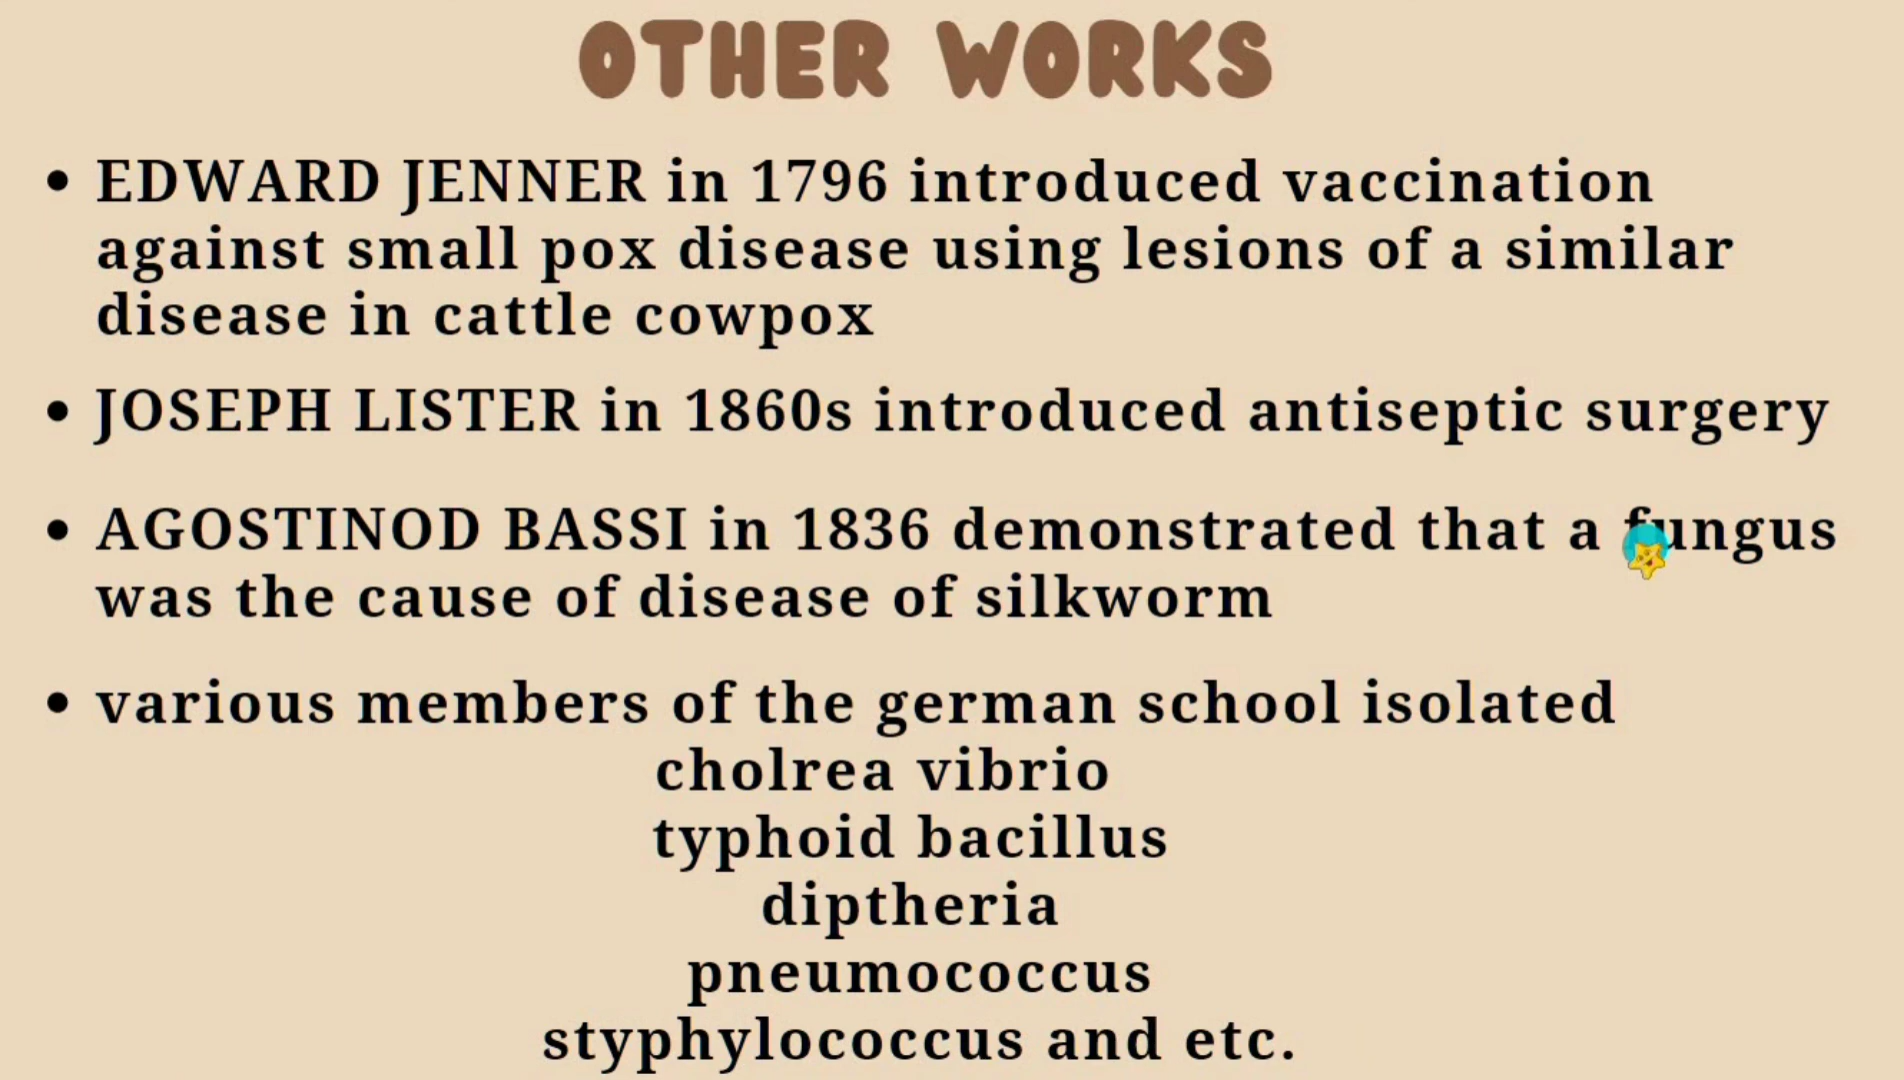 OTHER WORKS
• EDWARD JENNER in 1796 introduced vaccination
against small pox disease using lesions of a similar
disease in cattle cowpox
• JOSEPH LISTER in 1860s introduced antiseptic surgery
• AGOSTINOD BASSI in 1836 demonstrated that a fungus
was the cause of disease of silkworm
• various members of the german school isolated
cholrea vibrio
typhoid bacillus
diptheria
pneumococcus
styphylococcus and etc.